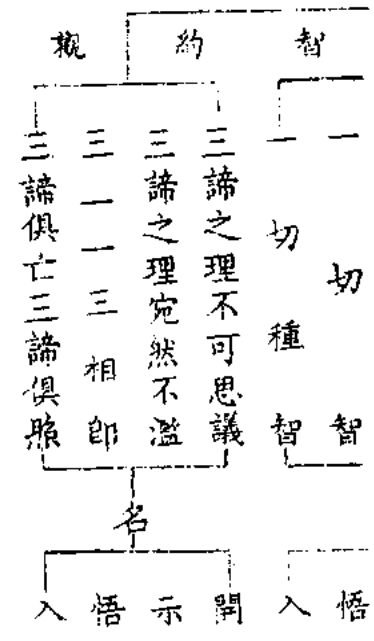 智
約
觀
一切智
一切種智
三諦之理不可思議
三諦之理宛然不濫
三一一三相即
三諦俱亡三諦俱照
名
悟
入
開
示
悟
入